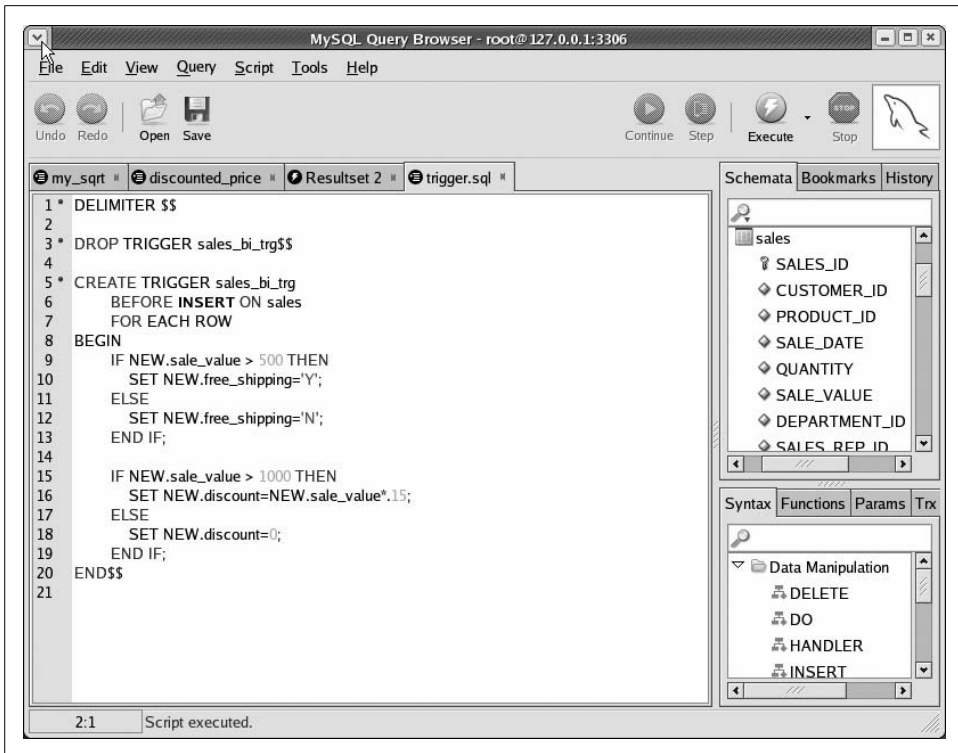 MySQL Query Browser - root@127.0.0.1:3306
File Edit View Query Script Tools Help
Undo Redo Open Save Continue Step Execute Stop
STOP
my_sqrt discounted_price Resultset 2 trigger.sql
1 DELIMITER $$
2
3 DROP TRIGGER sales_bi_trg$$
4
5 CREATE TRIGGER sales_bi_trg
6 BEFORE INSERT ON sales
7 FOR EACH ROW
8 BEGIN
9 IF NEW.sale_value > 500 THEN
10 SET NEW.free_shipping='Y';
11 ELSE
12 SET NEW.free_shipping='N';
13 END IF;
14
15 IF NEW.sale_value > 1000 THEN
16 SET NEW.discount=NEW.sale_value*.15;
17 ELSE
18 SET NEW.discount=0;
19 END IF;
20 END$$
21
Schemata Bookmarks History
sales
SALES_ID
CUSTOMER_ID
PRODUCT_ID
SALE_DATE
QUANTITY
SALE_VALUE
DEPARTMENT_ID
SALES_REP_ID
Syntax Functions Params Trx
Data Manipulation
DELETE
DO
HANDLER
INSERT
2:1 Script executed.